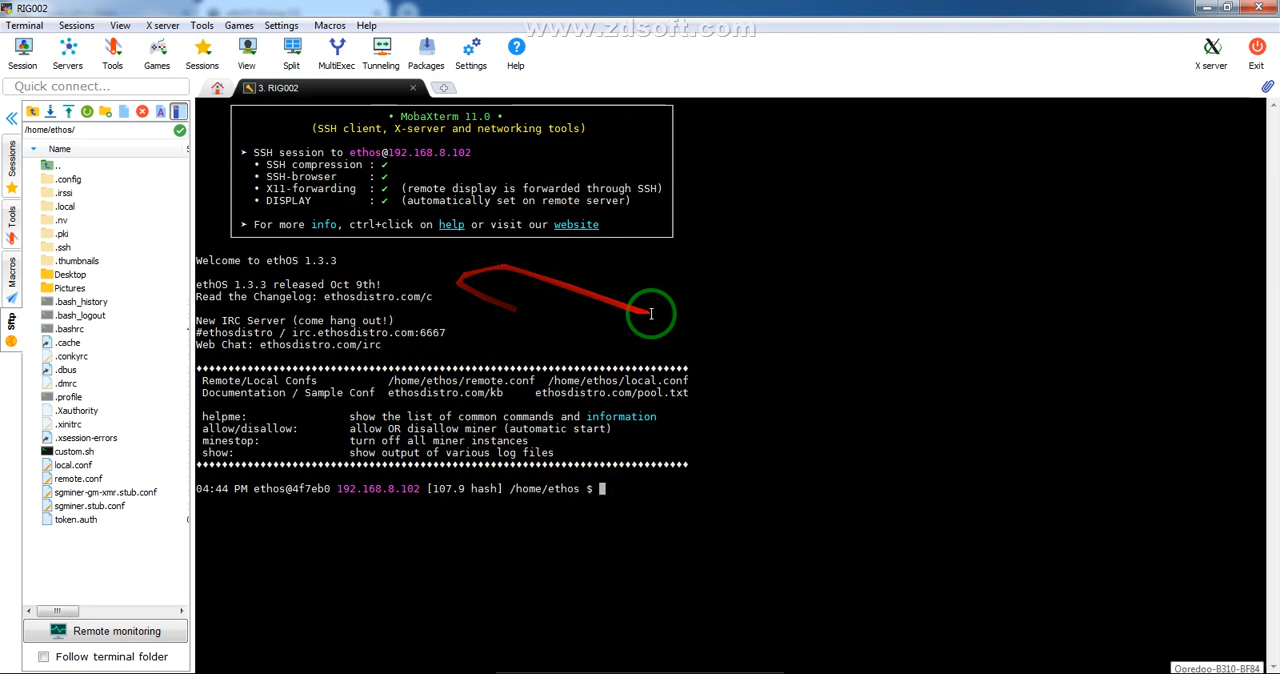 RIG002
www.zdsoft.com
Terminal Sessions View X server Tools Games Settings Macros Help
Session Servers Tools Games Sessions View Split MultiExec Tunneling Packages Settings Help X server Exit
Quick connect...
3. RIG002
/home/ethos/
Name
..
.config
.irssi
.local
.nv
.pki
.ssh
.thumbnails
Desktop
Pictures
.bash_history
.bash_logout
.bashrc
.cache
.conkyrc
.dbus
.dmrc
.profile
.Xauthority
.xinitrc
.xsession-errors
custom.sh
local.conf
remote.conf
sgminer-gm-xmr.stub.conf
sgminer.stub.conf
token.auth
Remote monitoring
Follow terminal folder
Sessions
Tools
Macros
Sftp
• MobaXterm 11.0 •
(SSH client, X-server and networking tools)
➤ SSH session to ethos@192.168.8.102
• SSH compression : ✔
• SSH-browser : ✔
• X11-forwarding : ✔ (remote display is forwarded through SSH)
• DISPLAY : ✔ (automatically set on remote server)
➤ For more info, ctrl+click on help or visit our website
Welcome to ethOS 1.3.3
ethOS 1.3.3 released Oct 9th!
Read the Changelog: ethosdistro.com/c
New IRC Server (come hang out!)
#ethosdistro / irc.ethosdistro.com:6667
Web Chat: ethosdistro.com/irc
Remote/Local Confs /home/ethos/remote.conf /home/ethos/local.conf
Documentation / Sample Conf ethosdistro.com/kb ethosdistro.com/pool.txt
helpme: show the list of common commands and information
allow/disallow: allow OR disallow miner (automatic start)
minestop: turn off all miner instances
show: show output of various log files
04:44 PM ethos@4f7eb0 192.168.8.102 [107.9 hash] /home/ethos $
Ooredoo-B310-BF84